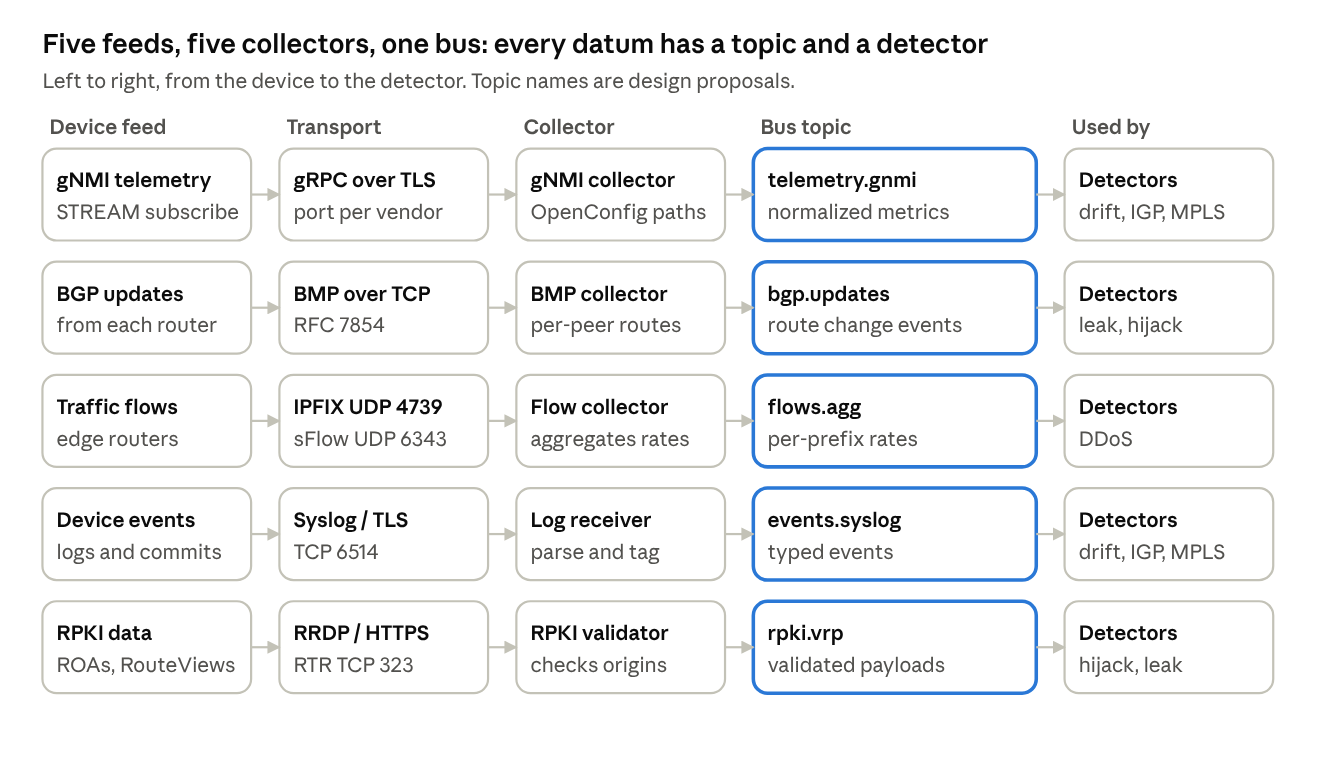 Five feeds, five collectors, one bus: every datum has a topic and a detector
Left to right, from the device to the detector. Topic names are design proposals.
Device feed
Transport
Collector
Bus topic
Used by
gNMI telemetry
STREAM subscribe
gRPC over TLS
port per vendor
gNMI collector
OpenConfig paths
telemetry.gnmi
normalized metrics
Detectors
drift, IGP, MPLS
BGP updates
from each router
BMP over TCP
RFC 7854
BMP collector
per-peer routes
bgp.updates
route change events
Detectors
leak, hijack
Traffic flows
edge routers
IPFIX UDP 4739
sFlow UDP 6343
Flow collector
aggregates rates
flows.agg
per-prefix rates
Detectors
DDoS
Device events
logs and commits
Syslog / TLS
TCP 6514
Log receiver
parse and tag
events.syslog
typed events
Detectors
drift, IGP, MPLS
RPKI data
ROAs, RouteViews
RRDP / HTTPS
RTR TCP 323
RPKI validator
checks origins
rpki.vrp
validated payloads
Detectors
hijack, leak